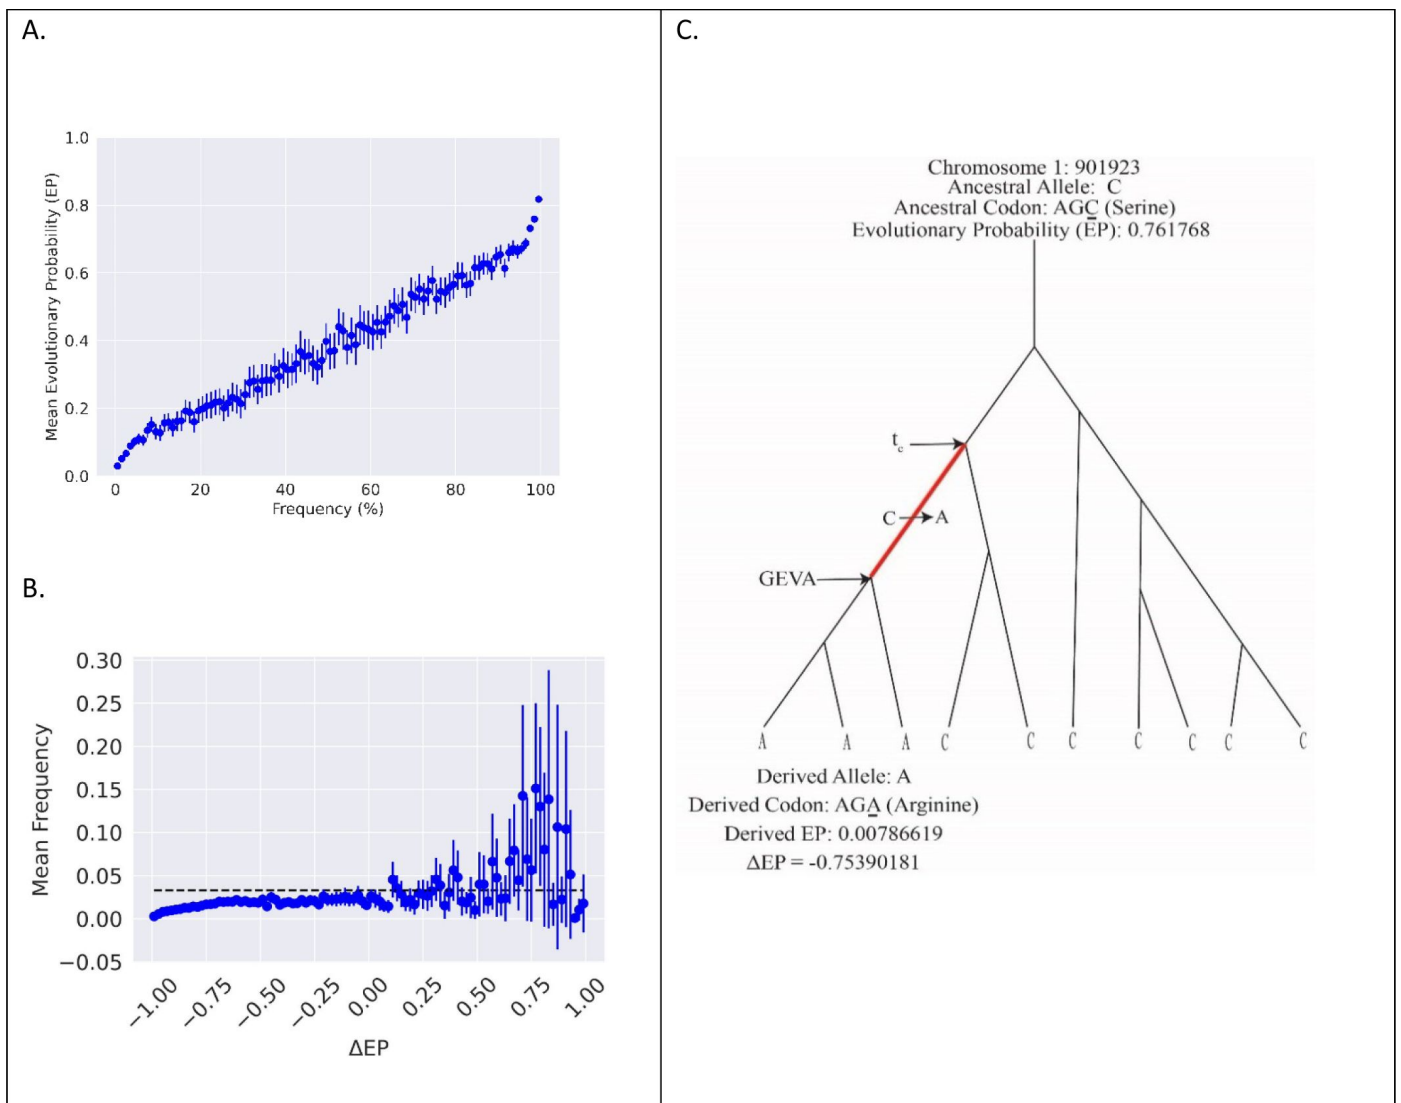 A.
1.0
0.8
0.6
0.4
0.2
0.0
Mean Evolutionary Probability (EP)
0 20 40 60 80 100
Frequency (%)
B.
0.30
0.25
0.20
0.15
0.10
0.05
0.00
−0.05
Mean Frequency
−1.00 −0.75 −0.50 −0.25 0.00 0.25 0.50 0.75 1.00
ΔEP
C.
Chromosome 1: 901923
Ancestral Allele: C
Ancestral Codon: AGC (Serine)
Evolutionary Probability (EP): 0.761768
tc
C A
GEVA
A A A C C C C C C C
Derived Allele: A
Derived Codon: AGA (Arginine)
Derived EP: 0.00786619
ΔEP = -0.75390181